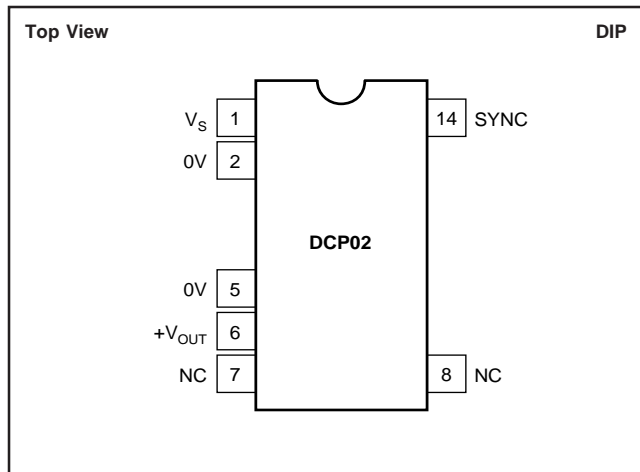 Top View DIP
V_S 1 14 SYNC
0V 2
DCP02
0V 5
+V_OUT 6
NC 7 8 NC